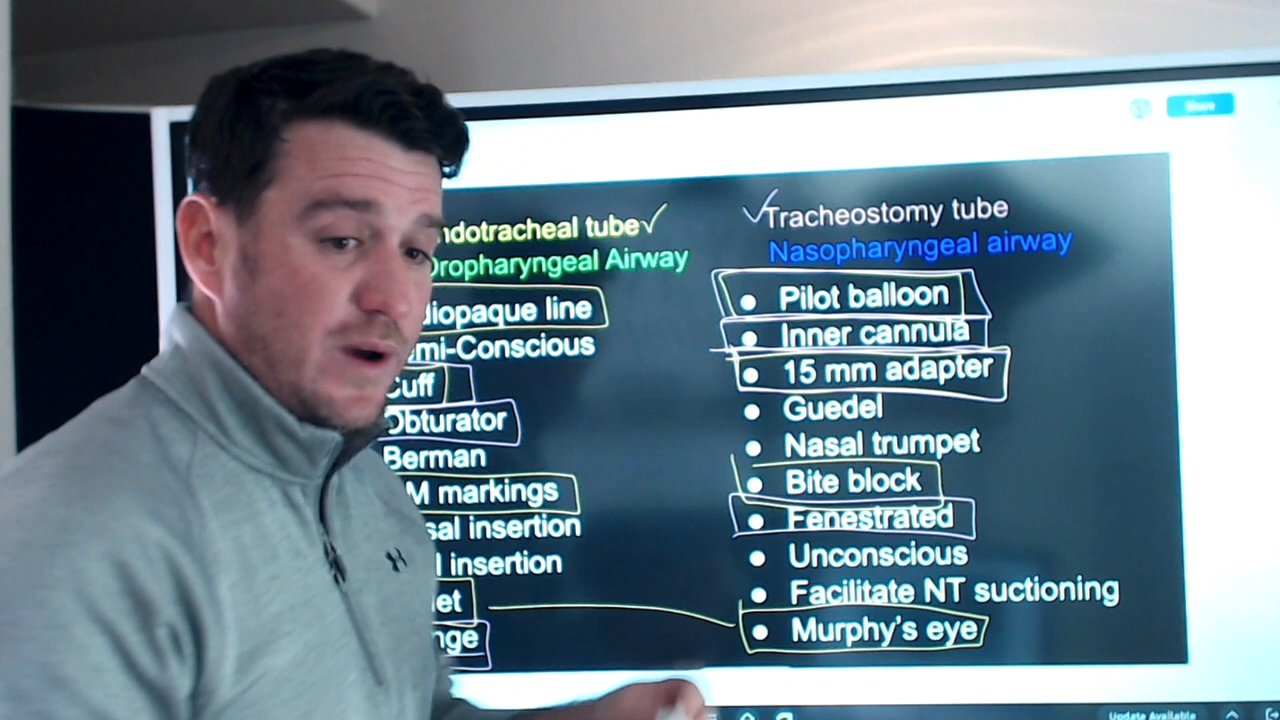 Share
ndotracheal tube
Oropharyngeal Airway
diopaque line
mi-Conscious
Cuff
Obturator
Berman
M markings
sal insertion
l insertion
let
nge
Tracheostomy tube
Nasopharyngeal airway
Pilot balloon
Inner cannula
15 mm adapter
Guedel
Nasal trumpet
Bite block
Fenestrated
Unconscious
Facilitate NT suctioning
Murphy's eye
Update Available